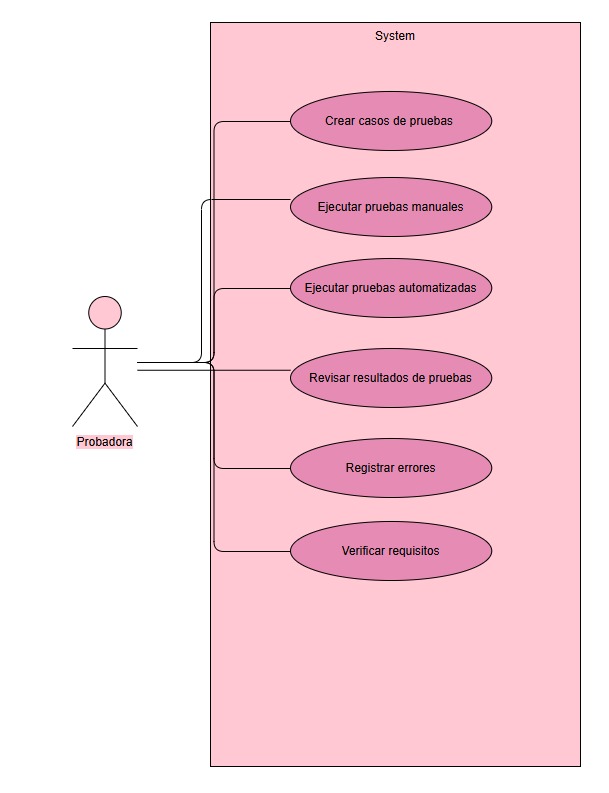 System
Crear casos de pruebas
Ejecutar pruebas manuales
Ejecutar pruebas automatizadas
Revisar resultados de pruebas
Probadora
Registrar errores
Verificar requisitos